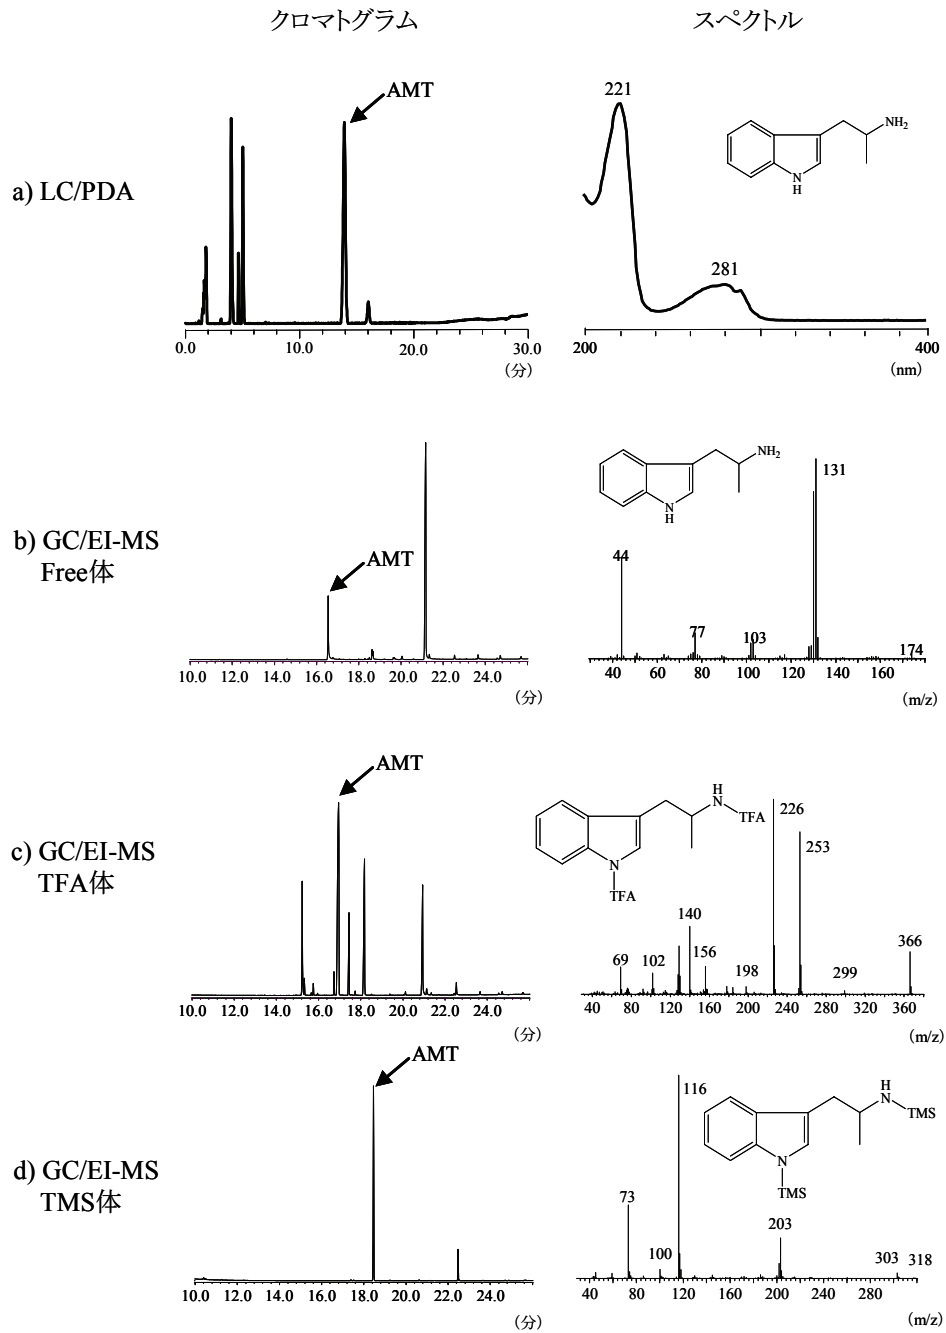 クロマトグラム
スペクトル
a) LC/PDA
AMT
0.0 10.0 20.0 30.0
(分)
221
281
NH2
N
H
200 400
(nm)
b) GC/EI-MS
Free体
AMT
10.0 12.0 14.0 16.0 18.0 20.0 22.0 24.0
(分)
NH2
N
H
44
77
103
131
174
40 60 80 100 120 140 160
(m/z)
c) GC/EI-MS
TFA体
AMT
10.0 12.0 14.0 16.0 18.0 20.0 22.0 24.0
(分)
H
N
TFA
N
TFA
69
102
140
156
198
226
253
299
366
40 80 120 160 200 240 280 320 360
(m/z)
d) GC/EI-MS
TMS体
AMT
10.0 12.0 14.0 16.0 18.0 20.0 22.0 24.0
(分)
H
N
TMS
N
TMS
73
100
116
203
303 318
40 80 120 160 200 240 280
(m/z)